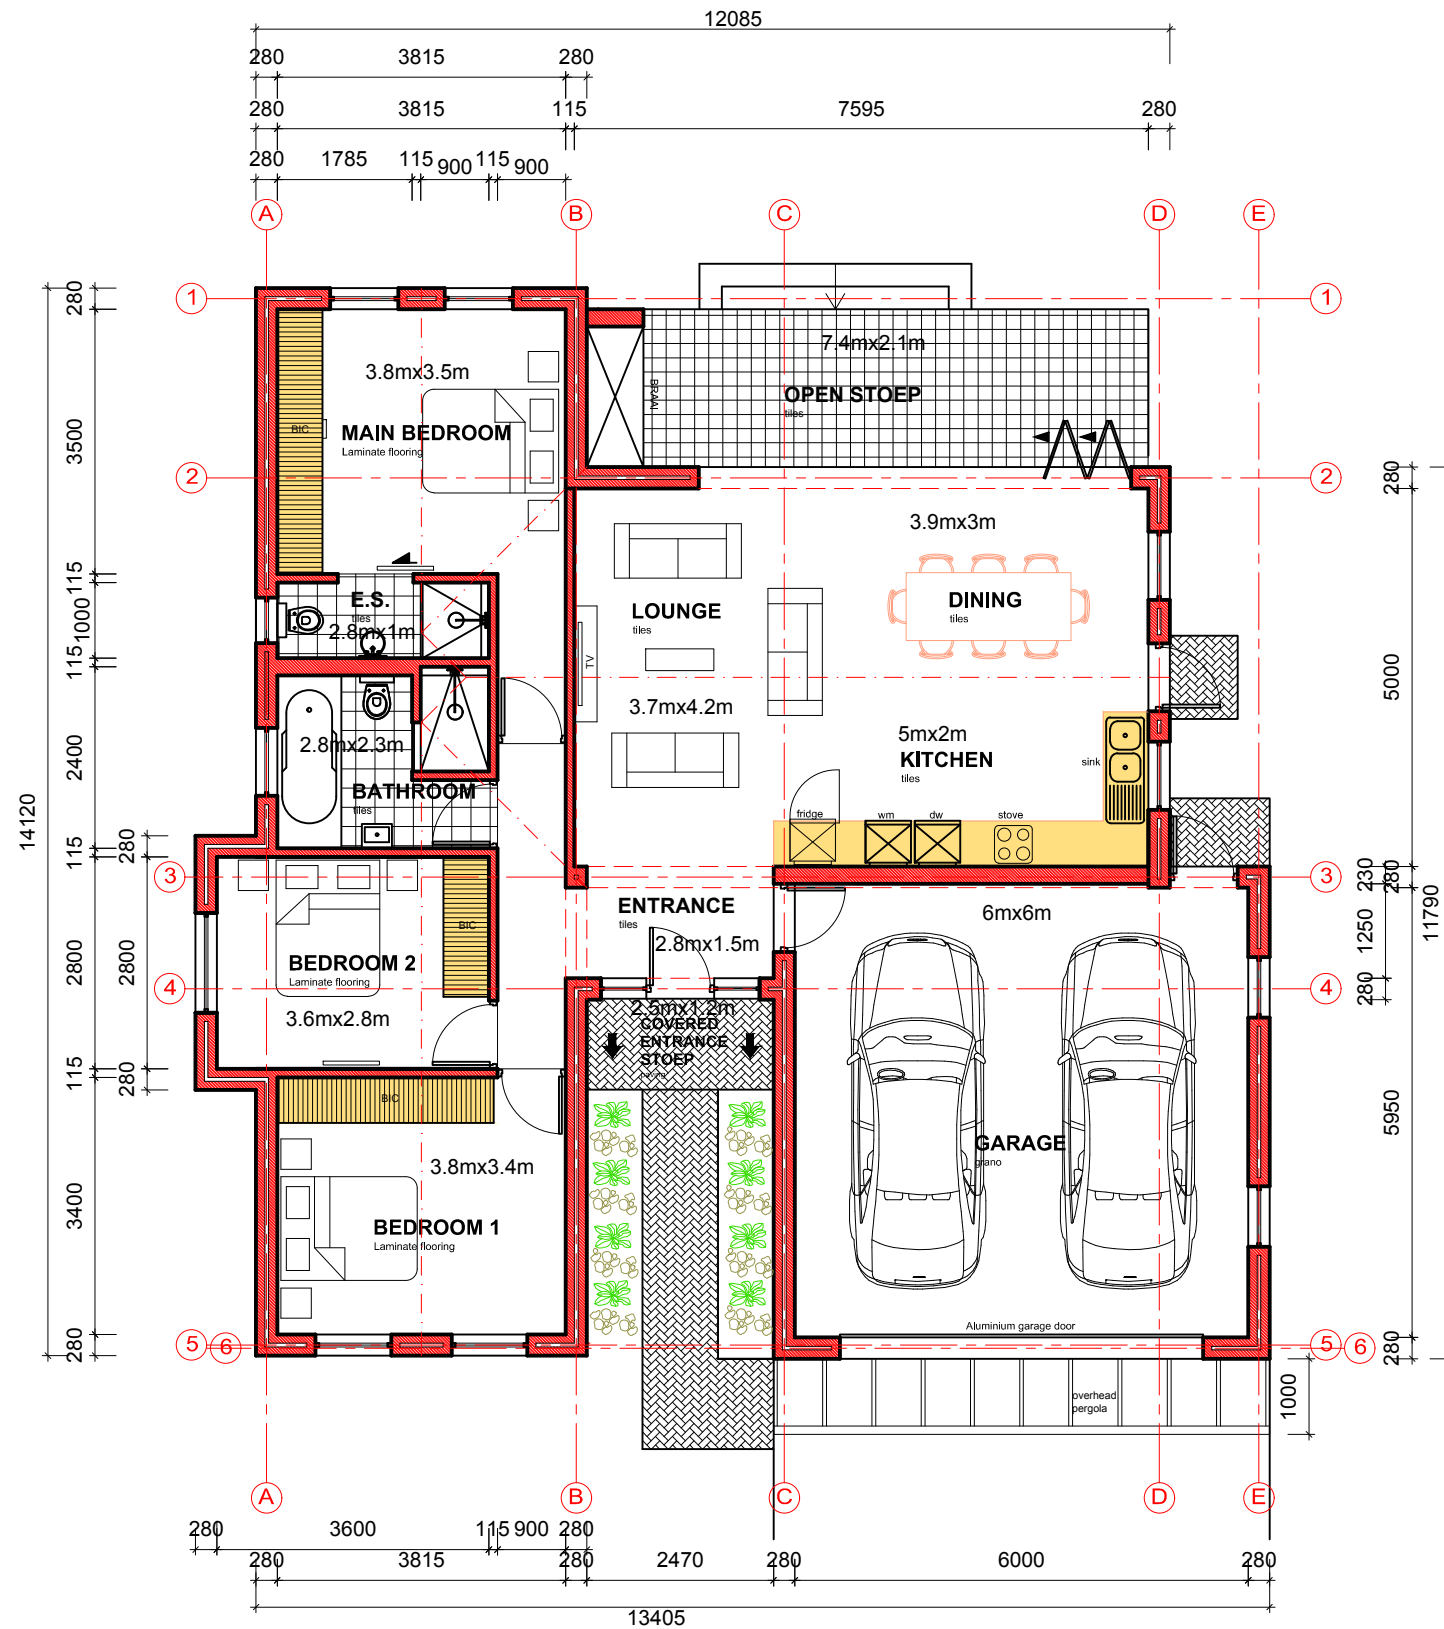 12085
280 3815 280
280 3815 115 7595 280
280 1785 115 900 115 900
A B C D E
1 1
280
7.4mx2.1m
3.8mx3.5m
BRAAI
OPEN STOEP
tiles
BIC
MAIN BEDROOM
Laminate flooring
3500
2 2
280
3.9mx3m
115
E.S.
tiles
2.8mx1m
1000
LOUNGE
tiles
DINING
tiles
115
TV
5000
3.7mx4.2m
2.8mx2.3m
2400
5mx2m
KITCHEN
tiles
sink
BATHROOM
tiles
14120
fridge wm dw stove
115
280
3 3
230
280
ENTRANCE
tiles
2.8mx1.5m
6mx6m
BIC
11790
1250
BEDROOM 2
Laminate flooring
2800
2800
4 4
280
3.6mx2.8m
2.5mx1.2m
COVERED
ENTRANCE
STOEP
paving
115
280
BIC
5950
GARAGE
grano
3.8mx3.4m
3400
BEDROOM 1
Laminate flooring
Aluminium garage door
280
5 6 5 6
280
overhead
pergola
1000
A B C D E
280 3600 115 900 280
280 3815 280 2470 280 6000 280
13405